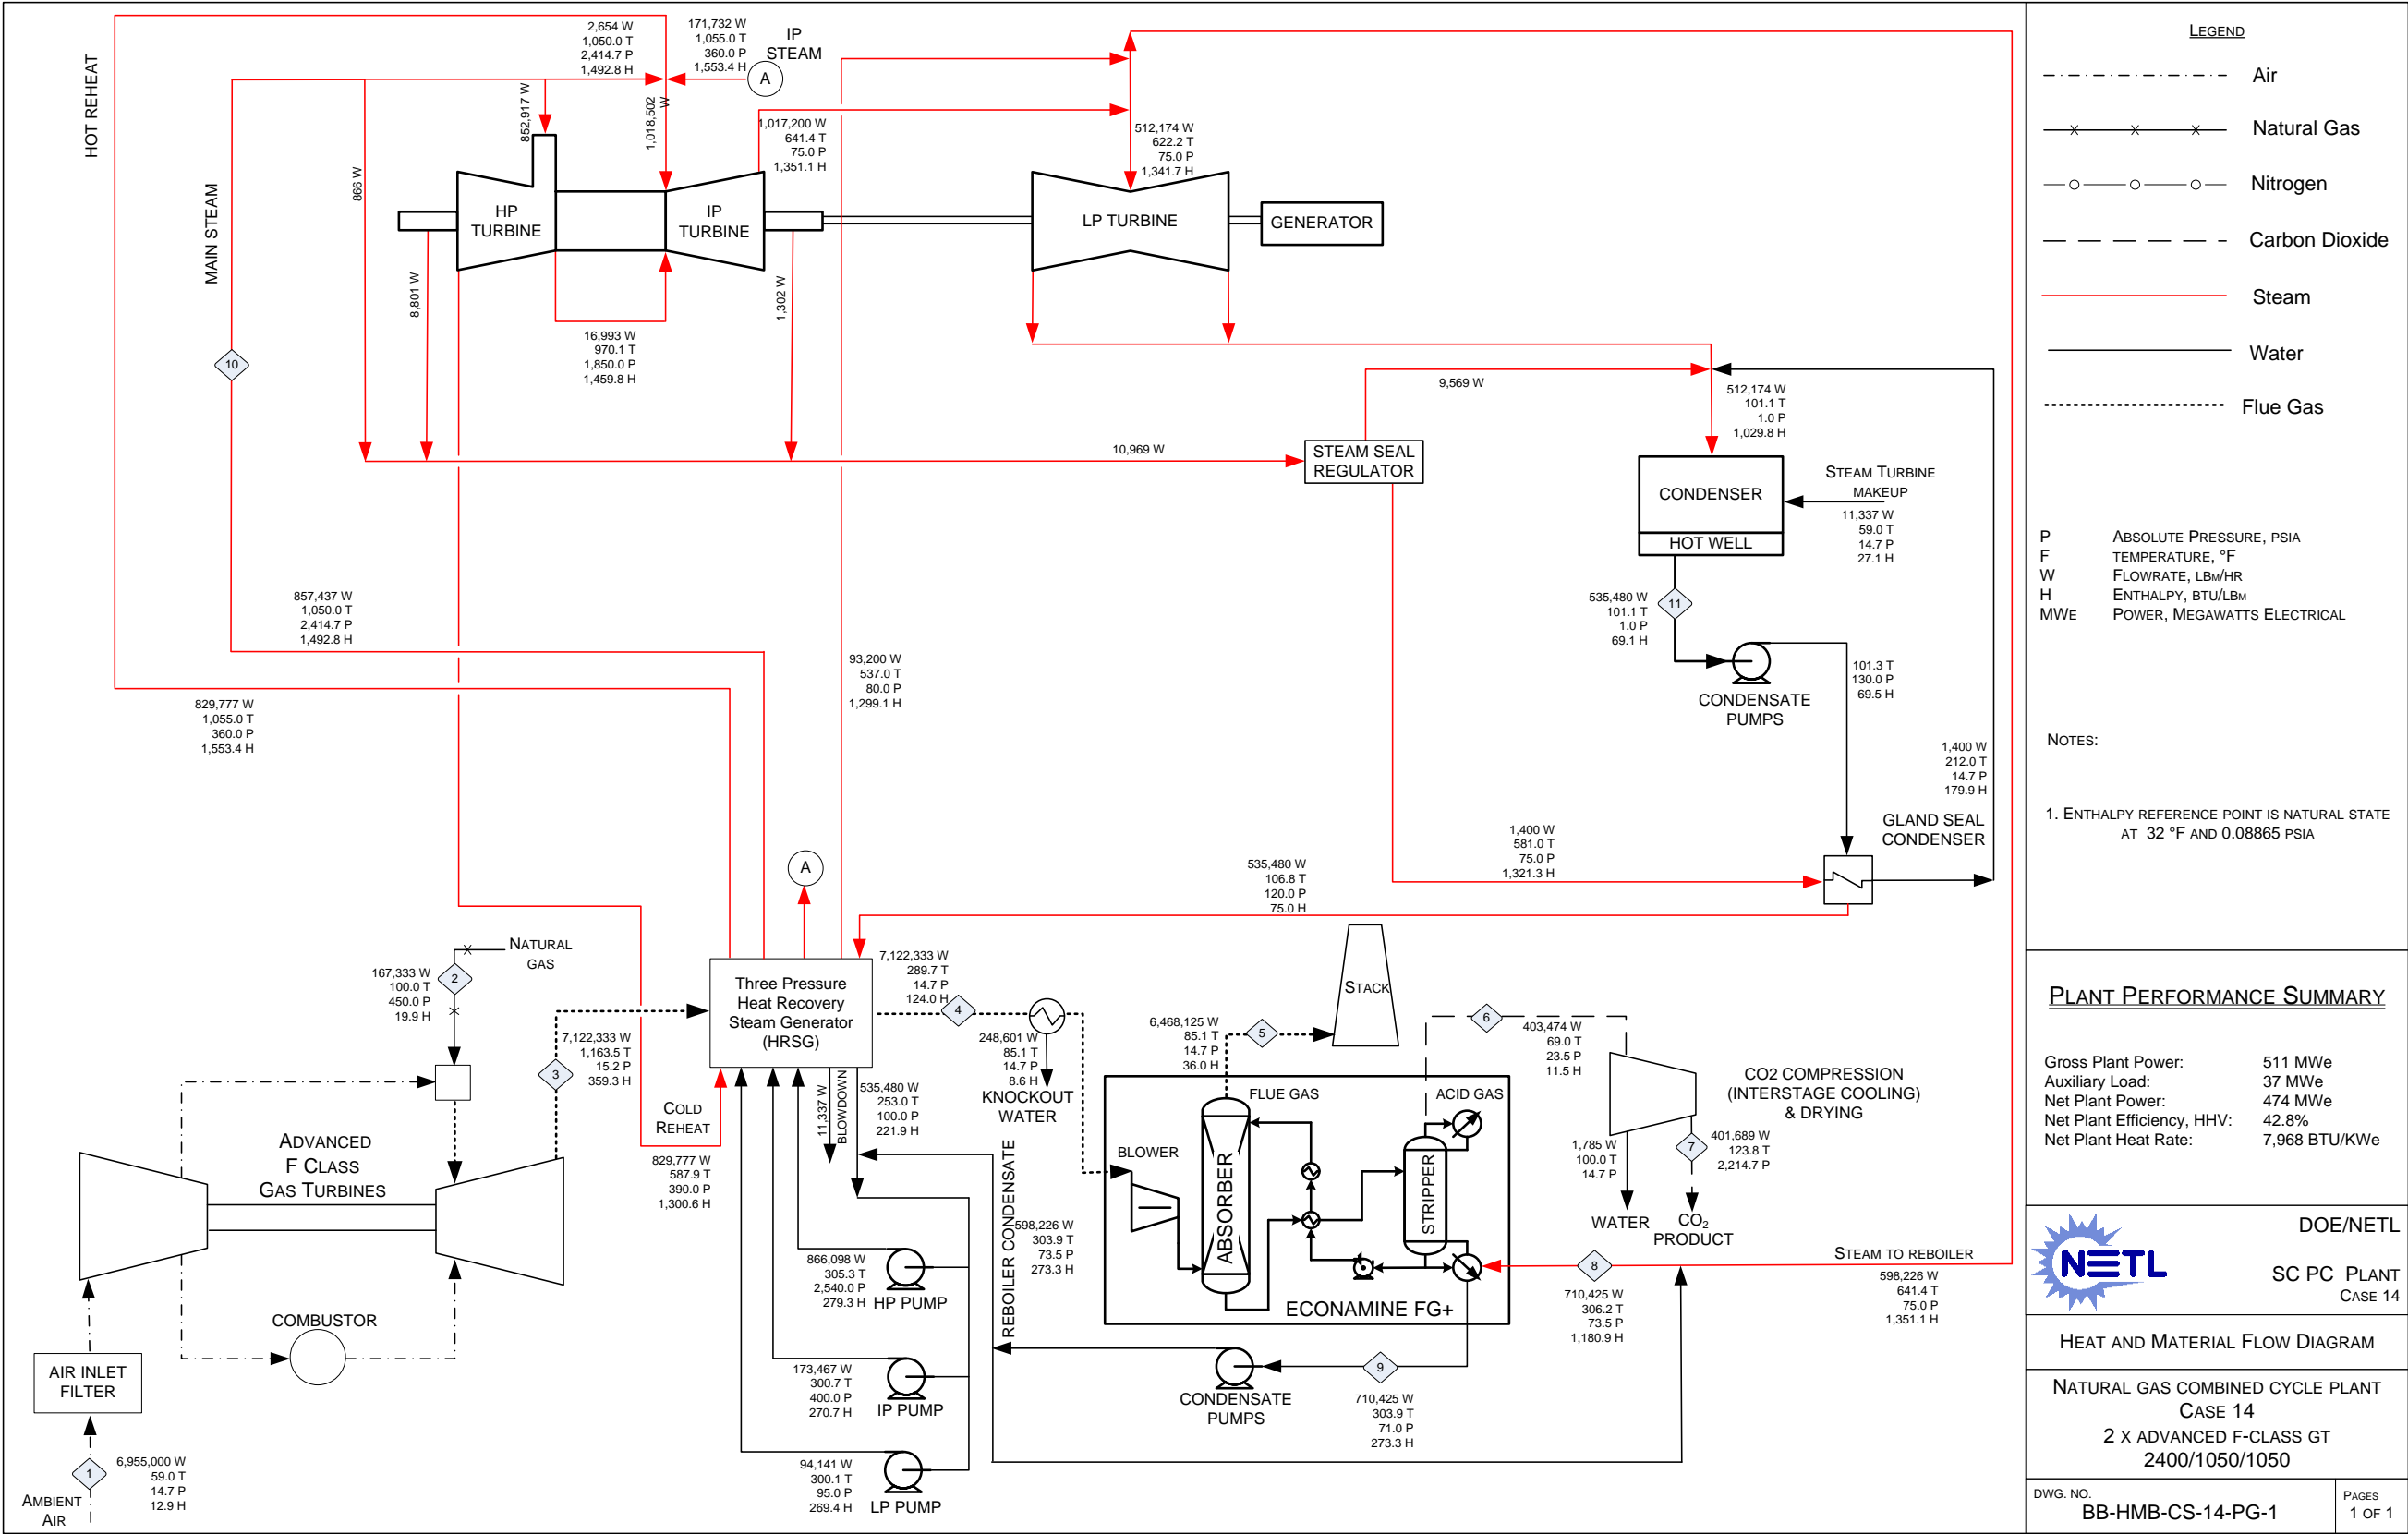 HOT REHEAT
2,654 W
1,050.0 T
2,414.7 P
1,492.8 H
171,732 W
1,055.0 T
360.0 P
1,553.4 H
IP
STEAM
A
852,917 W
1,018,502
W
866 W
MAIN STEAM
1,017,200 W
641.4 T
75.0 P
1,351.1 H
512,174 W
622.2 T
75.0 P
1,341.7 H
HP
TURBINE
IP
TURBINE
LP TURBINE
GENERATOR
8,801 W
1,302 W
16,993 W
970.1 T
1,850.0 P
1,459.8 H
10
9,569 W
512,174 W
101.1 T
1.0 P
1,029.8 H
10,969 W
STEAM SEAL
REGULATOR
CONDENSER
HOT WELL
STEAM TURBINE
MAKEUP
11,337 W
59.0 T
14.7 P
27.1 H
857,437 W
1,050.0 T
2,414.7 P
1,492.8 H
535,480 W
101.1 T
1.0 P
69.1 H
11
93,200 W
537.0 T
80.0 P
1,299.1 H
CONDENSATE
PUMPS
101.3 T
130.0 P
69.5 H
829,777 W
1,055.0 T
360.0 P
1,553.4 H
1,400 W
212.0 T
14.7 P
179.9 H
GLAND SEAL
CONDENSER
1,400 W
581.0 T
75.0 P
1,321.3 H
535,480 W
106.8 T
120.0 P
75.0 H
A
NATURAL
GAS
167,333 W
100.0 T
450.0 P
19.9 H
2
7,122,333 W
1,163.5 T
15.2 P
359.3 H
3
Three Pressure
Heat Recovery
Steam Generator
(HRSG)
7,122,333 W
289.7 T
14.7 P
124.0 H
4
248,601 W
85.1 T
14.7 P
8.6 H
KNOCKOUT
WATER
STACK
6,468,125 W
85.1 T
14.7 P
36.0 H
5
6
403,474 W
69.0 T
23.5 P
11.5 H
CO2 COMPRESSION
(INTERSTAGE COOLING)
& DRYING
1,785 W
100.0 T
14.7 P
7
401,689 W
123.8 T
2,214.7 P
WATER
CO2
PRODUCT
COLD
REHEAT
829,777 W
587.9 T
390.0 P
1,300.6 H
11,337 W
BLOWDOWN
535,480 W
253.0 T
100.0 P
221.9 H
REBOILER CONDENSATE
BLOWER
FLUE GAS
ACID GAS
ABSORBER
STRIPPER
ECONAMINE FG+
STEAM TO REBOILER
8
598,226 W
641.4 T
75.0 P
1,351.1 H
710,425 W
306.2 T
73.5 P
1,180.9 H
598,226 W
303.9 T
73.5 P
273.3 H
ADVANCED
F CLASS
GAS TURBINES
COMBUSTOR
AIR INLET
FILTER
1
6,955,000 W
59.0 T
14.7 P
12.9 H
AMBIENT
AIR
866,098 W
305.3 T
2,540.0 P
279.3 H
HP PUMP
173,467 W
300.7 T
400.0 P
270.7 H
IP PUMP
94,141 W
300.1 T
95.0 P
269.4 H
LP PUMP
CONDENSATE
PUMPS
9
710,425 W
303.9 T
71.0 P
273.3 H
LEGEND
Air
Natural Gas
Nitrogen
Carbon Dioxide
Steam
Water
Flue Gas
P ABSOLUTE PRESSURE, PSIA
F TEMPERATURE, °F
W FLOWRATE, LBM/HR
H ENTHALPY, BTU/LBM
MWE POWER, MEGAWATTS ELECTRICAL
NOTES:
1. ENTHALPY REFERENCE POINT IS NATURAL STATE
AT 32 °F AND 0.08865 PSIA
PLANT PERFORMANCE SUMMARY
Gross Plant Power: 511 MWe
Auxiliary Load: 37 MWe
Net Plant Power: 474 MWe
Net Plant Efficiency, HHV: 42.8%
Net Plant Heat Rate: 7,968 BTU/KWe
NETL
DOE/NETL
SC PC PLANT
CASE 14
HEAT AND MATERIAL FLOW DIAGRAM
NATURAL GAS COMBINED CYCLE PLANT
CASE 14
2 X ADVANCED F-CLASS GT
2400/1050/1050
DWG. NO.
BB-HMB-CS-14-PG-1
PAGES
1 OF 1